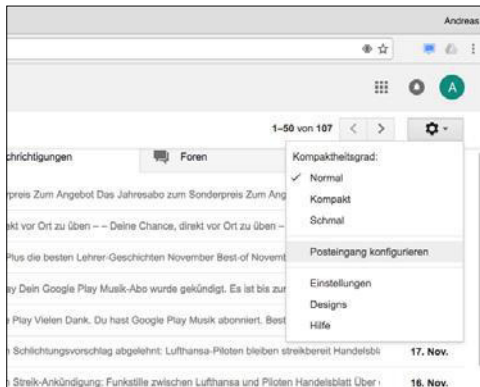 Andreas
A
1–50 von 107
chrichtigungen
Foren
Kompaktheitsgrad:
Normal
Kompakt
Schmal
Posteingang konfigurieren
Einstellungen
Designs
Hilfe
rpreis Zum Angebot Das Jahresabo zum Sonderpreis Zum Ang
ekt vor Ort zu üben – – Deine Chance, direkt vor Ort zu üben –
Plus die besten Lehrer-Geschichten November Best-of Novemb
ay Dein Google Play Musik-Abo wurde gekündigt. Es ist bis zur
Play Vielen Dank. Du hast Google Play Musik abonniert. Best
Schlichtungsvorschlag abgelehnt: Lufthansa-Piloten bleiben streikbereit Handelsbl
17. Nov.
Streik-Ankündigung: Funkstille zwischen Lufthansa und Piloten Handelsblatt Über
16. Nov.